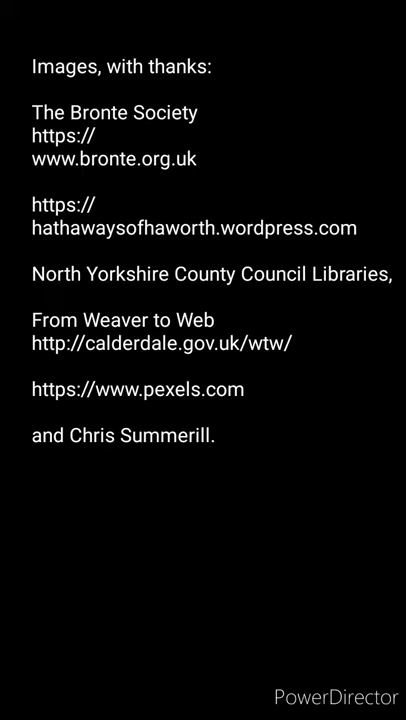 Images, with thanks:
The Bronte Society
https://
www.bronte.org.uk
https://
hathawaysofhaworth.wordpress.com
North Yorkshire County Council Libraries,
From Weaver to Web
http://calderdale.gov.uk/wtw/
https://www.pexels.com
and Chris Summerill.
PowerDirector